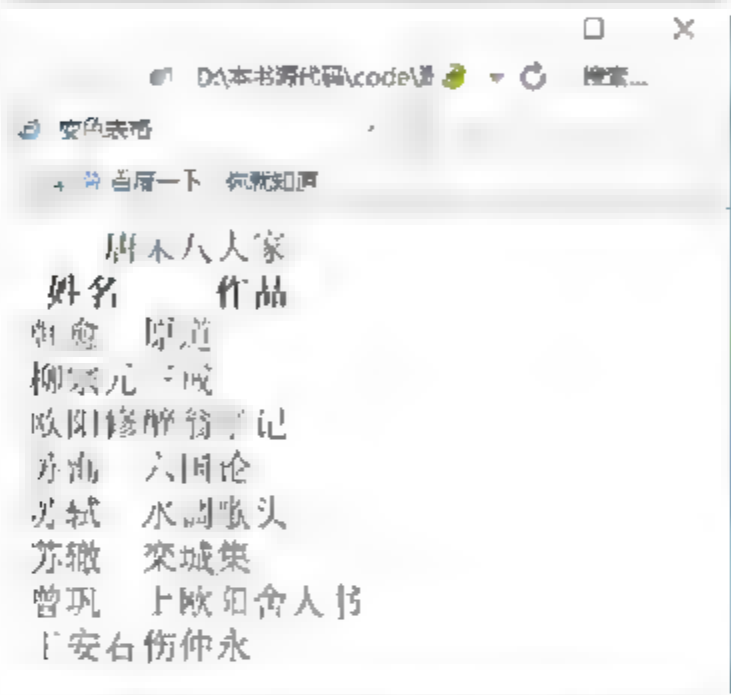 D:\本书源代码\code\ 搜索...
变色表格
百度一下 你就知道
唐宋八大家
姓名 作品
韩愈 原道
柳宗元 三戒
欧阳修 醉翁亭记
苏洵 六国论
苏轼 水调歌头
苏辙 栾城集
曾巩 上欧阳舍人书
王安石 伤仲永